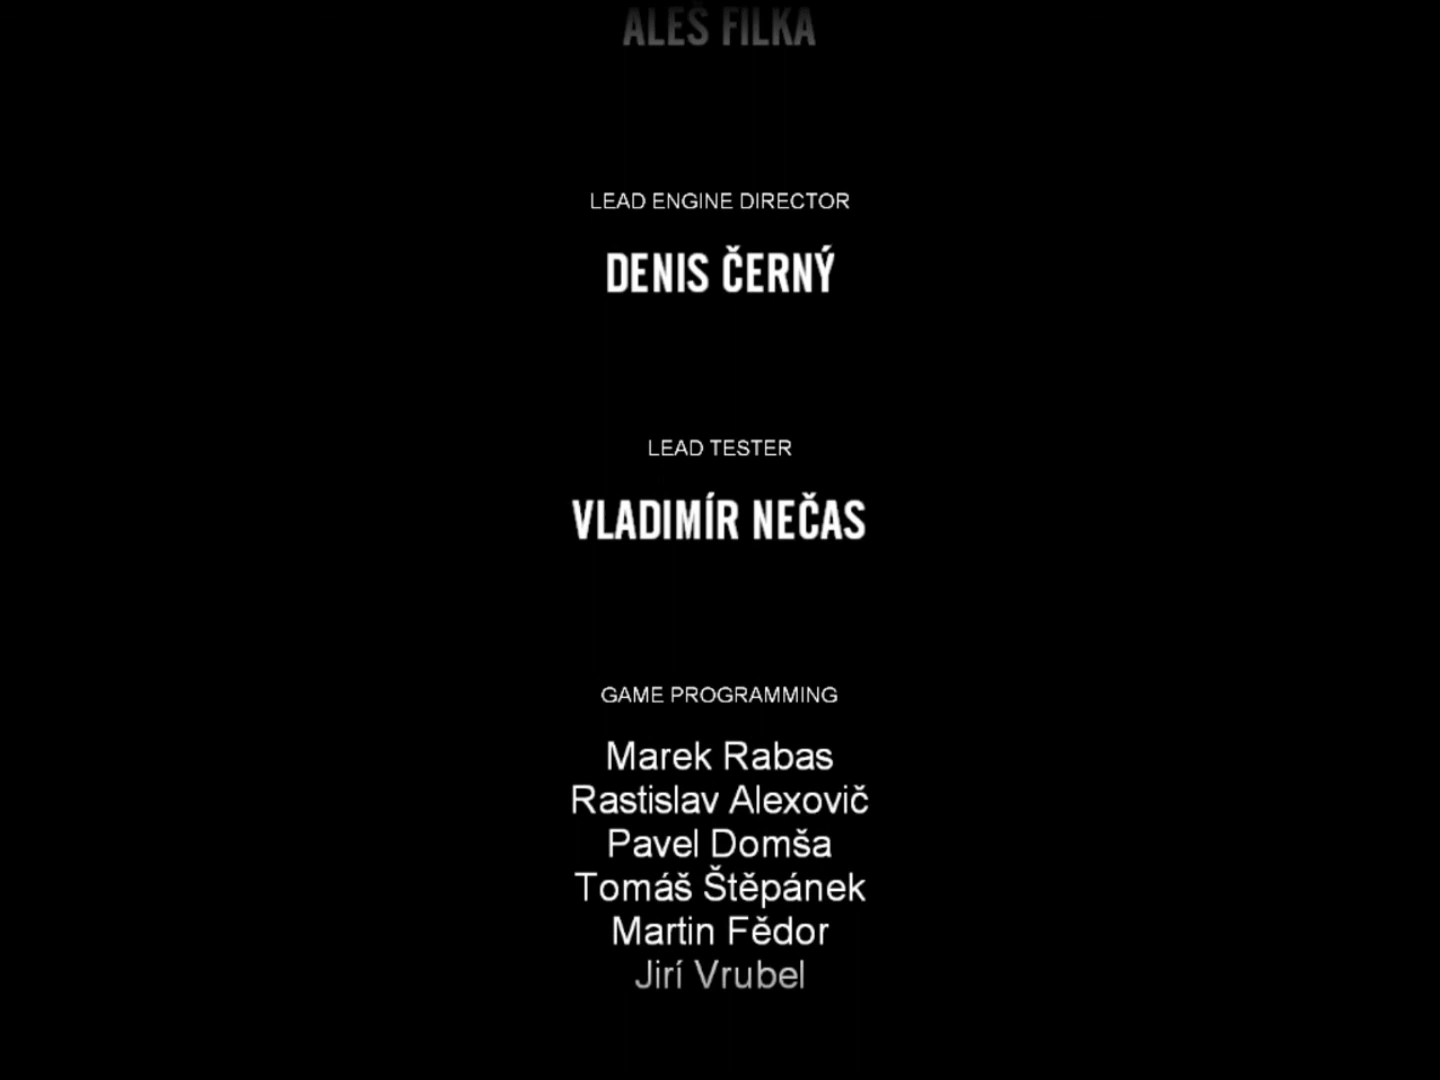 ALEŠ FILKA
LEAD ENGINE DIRECTOR
DENIS ČERNÝ
LEAD TESTER
VLADIMÍR NEČAS
GAME PROGRAMMING
Marek Rabas
Rastislav Alexovič
Pavel Domša
Tomáš Štěpánek
Martin Fědor
Jirí Vrubel